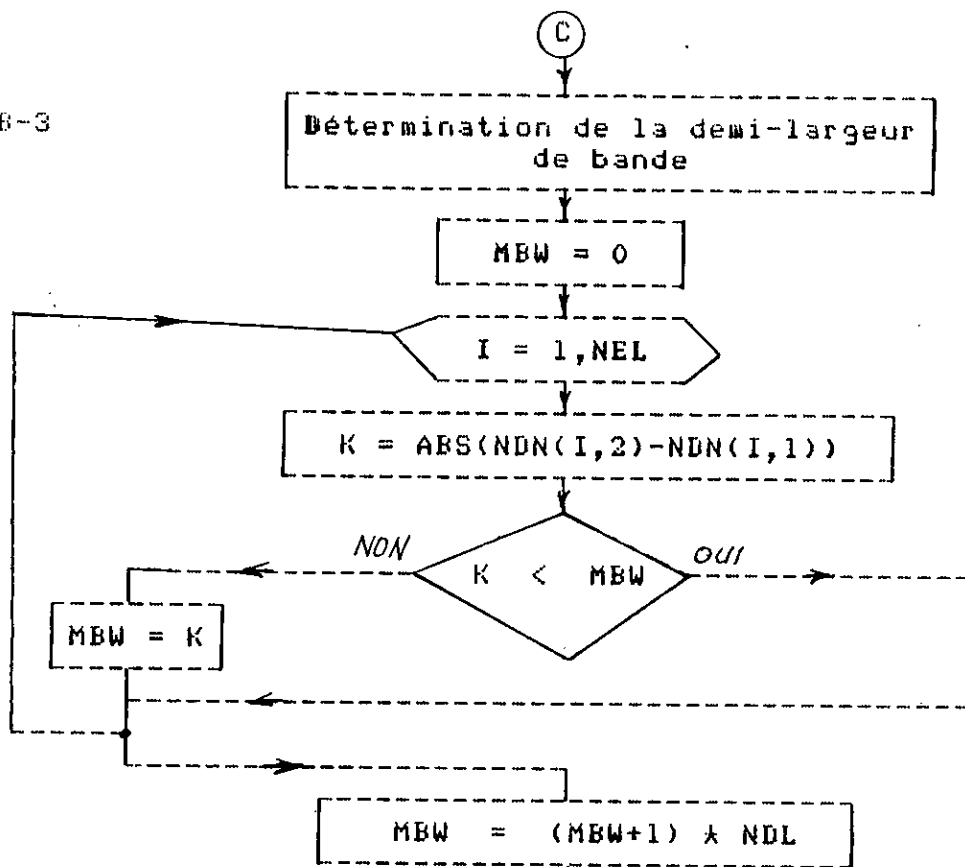 C
B-3
Détermination de la demi-largeur
de bande
MBW = 0
I = 1,NEL
K = ABS(NDN(I,2)-NDN(I,1))
NON
K < MBW
OUI
MBW = K
MBW = (MBW+1) * NDL